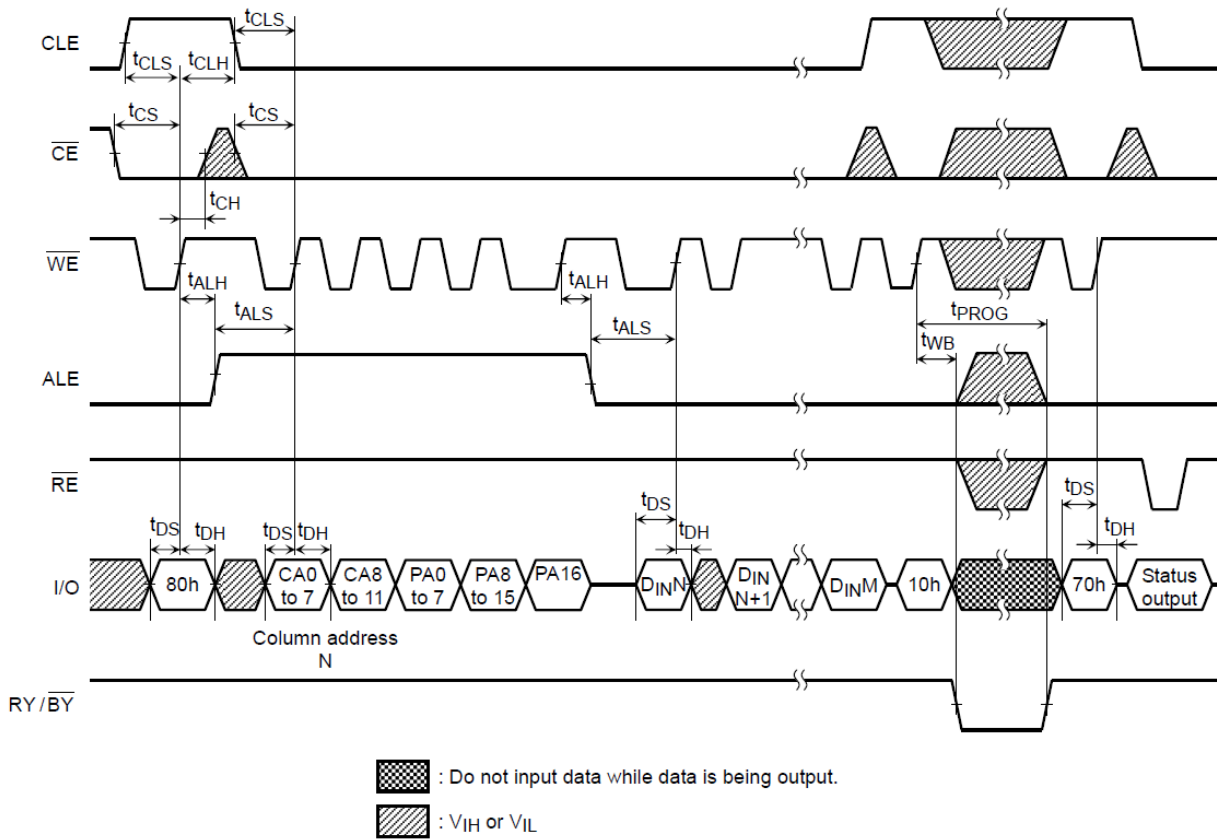 CLE
tCLS
tCLS
tCLH
CE
tCS
tCS
tCH
WE
tALH
tALS
tALH
tALS
tPROG
tWB
ALE
RE
tDS
tDH
tDS
tDH
tDS
tDH
tDS
tDH
I/O
80h
CA0
to 7
CA8
to 11
PA0
to 7
PA8
to 15
PA16
DINN
DIN
N+1
DINM
10h
70h
Status
output
Column address
N
RY/BY
: Do not input data while data is being output.
: VIH or VIL